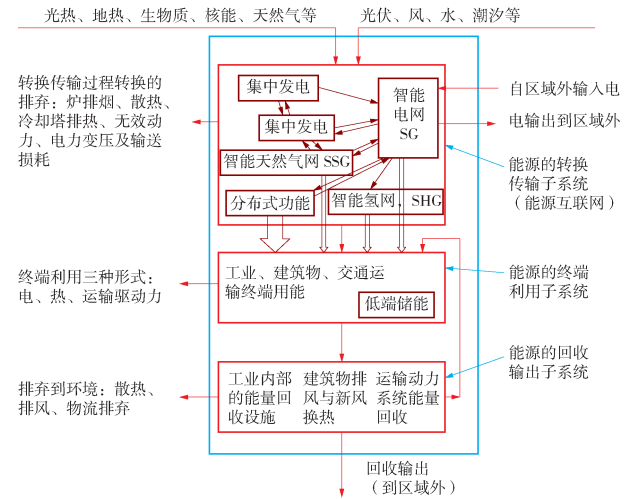 光热、地热、生物质、核能、天然气等
光伏、风、水、潮汐等
转换传输过程转换的
排弃：炉排烟、散热、
冷却塔排热、无效动
力、电力变压及输送
损耗
集中发电
集中发电
智能
电网
SG
智能天然气网 SSG
分布式功能
智能氢网，SHG
自区域外输入电
电输出到区域外
能源的转换
传输子系统
（能源互联网）
终端利用三种形式：
电、热、运输驱动力
工业、建筑物、交通运
输终端用能
低端储能
能源的终端
利用子系统
排弃到环境：散热、
排风、物流排弃
工业内部
的能量回
收设施
建筑物排
风与新风
换热
运输动力
系统能量
回收
能源的回收
输出子系统
回收输出
（到区域外）